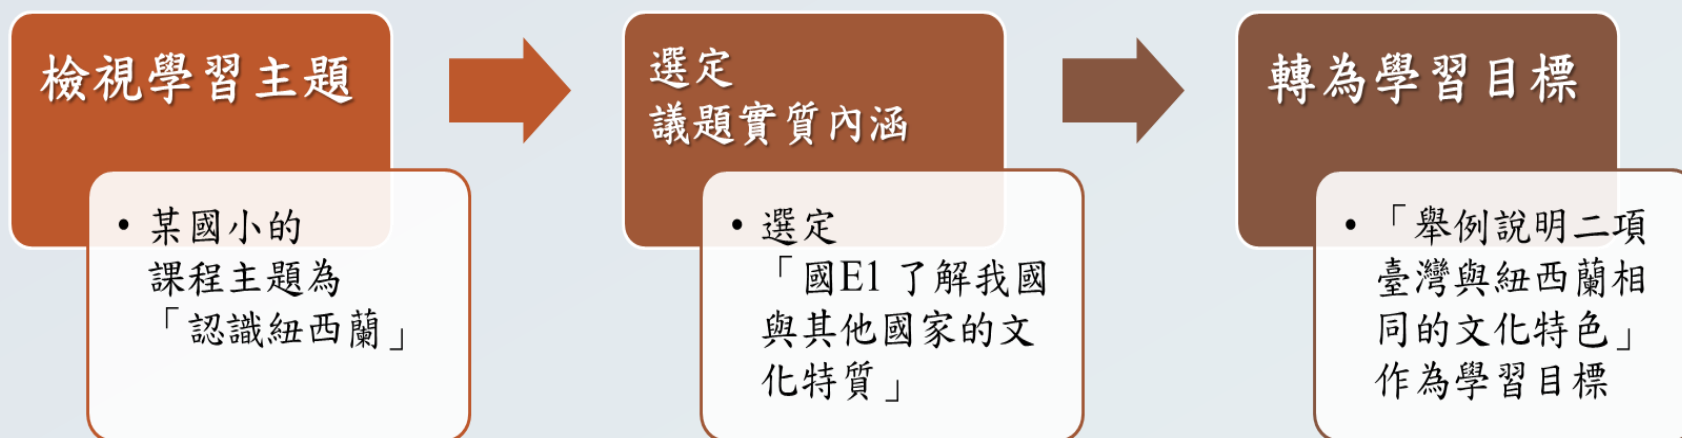 檢視學習主題
• 某國小的
課程主題為
「認識紐西蘭」
選定
議題實質內涵
• 選定
「國E1 了解我國
與其他國家的文
化特質」
轉為學習目標
• 「舉例說明二項
臺灣與紐西蘭相
同的文化特色」
作為學習目標